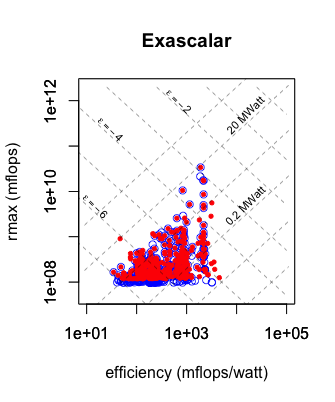 Exascalar
rmax (mflops)
1e+12
1e+10
1e+08
ε = −2
ε = −4
ε = −6
20 MWatt
0.2 MWatt
1e+01 1e+03 1e+05
efficiency (mflops/watt)